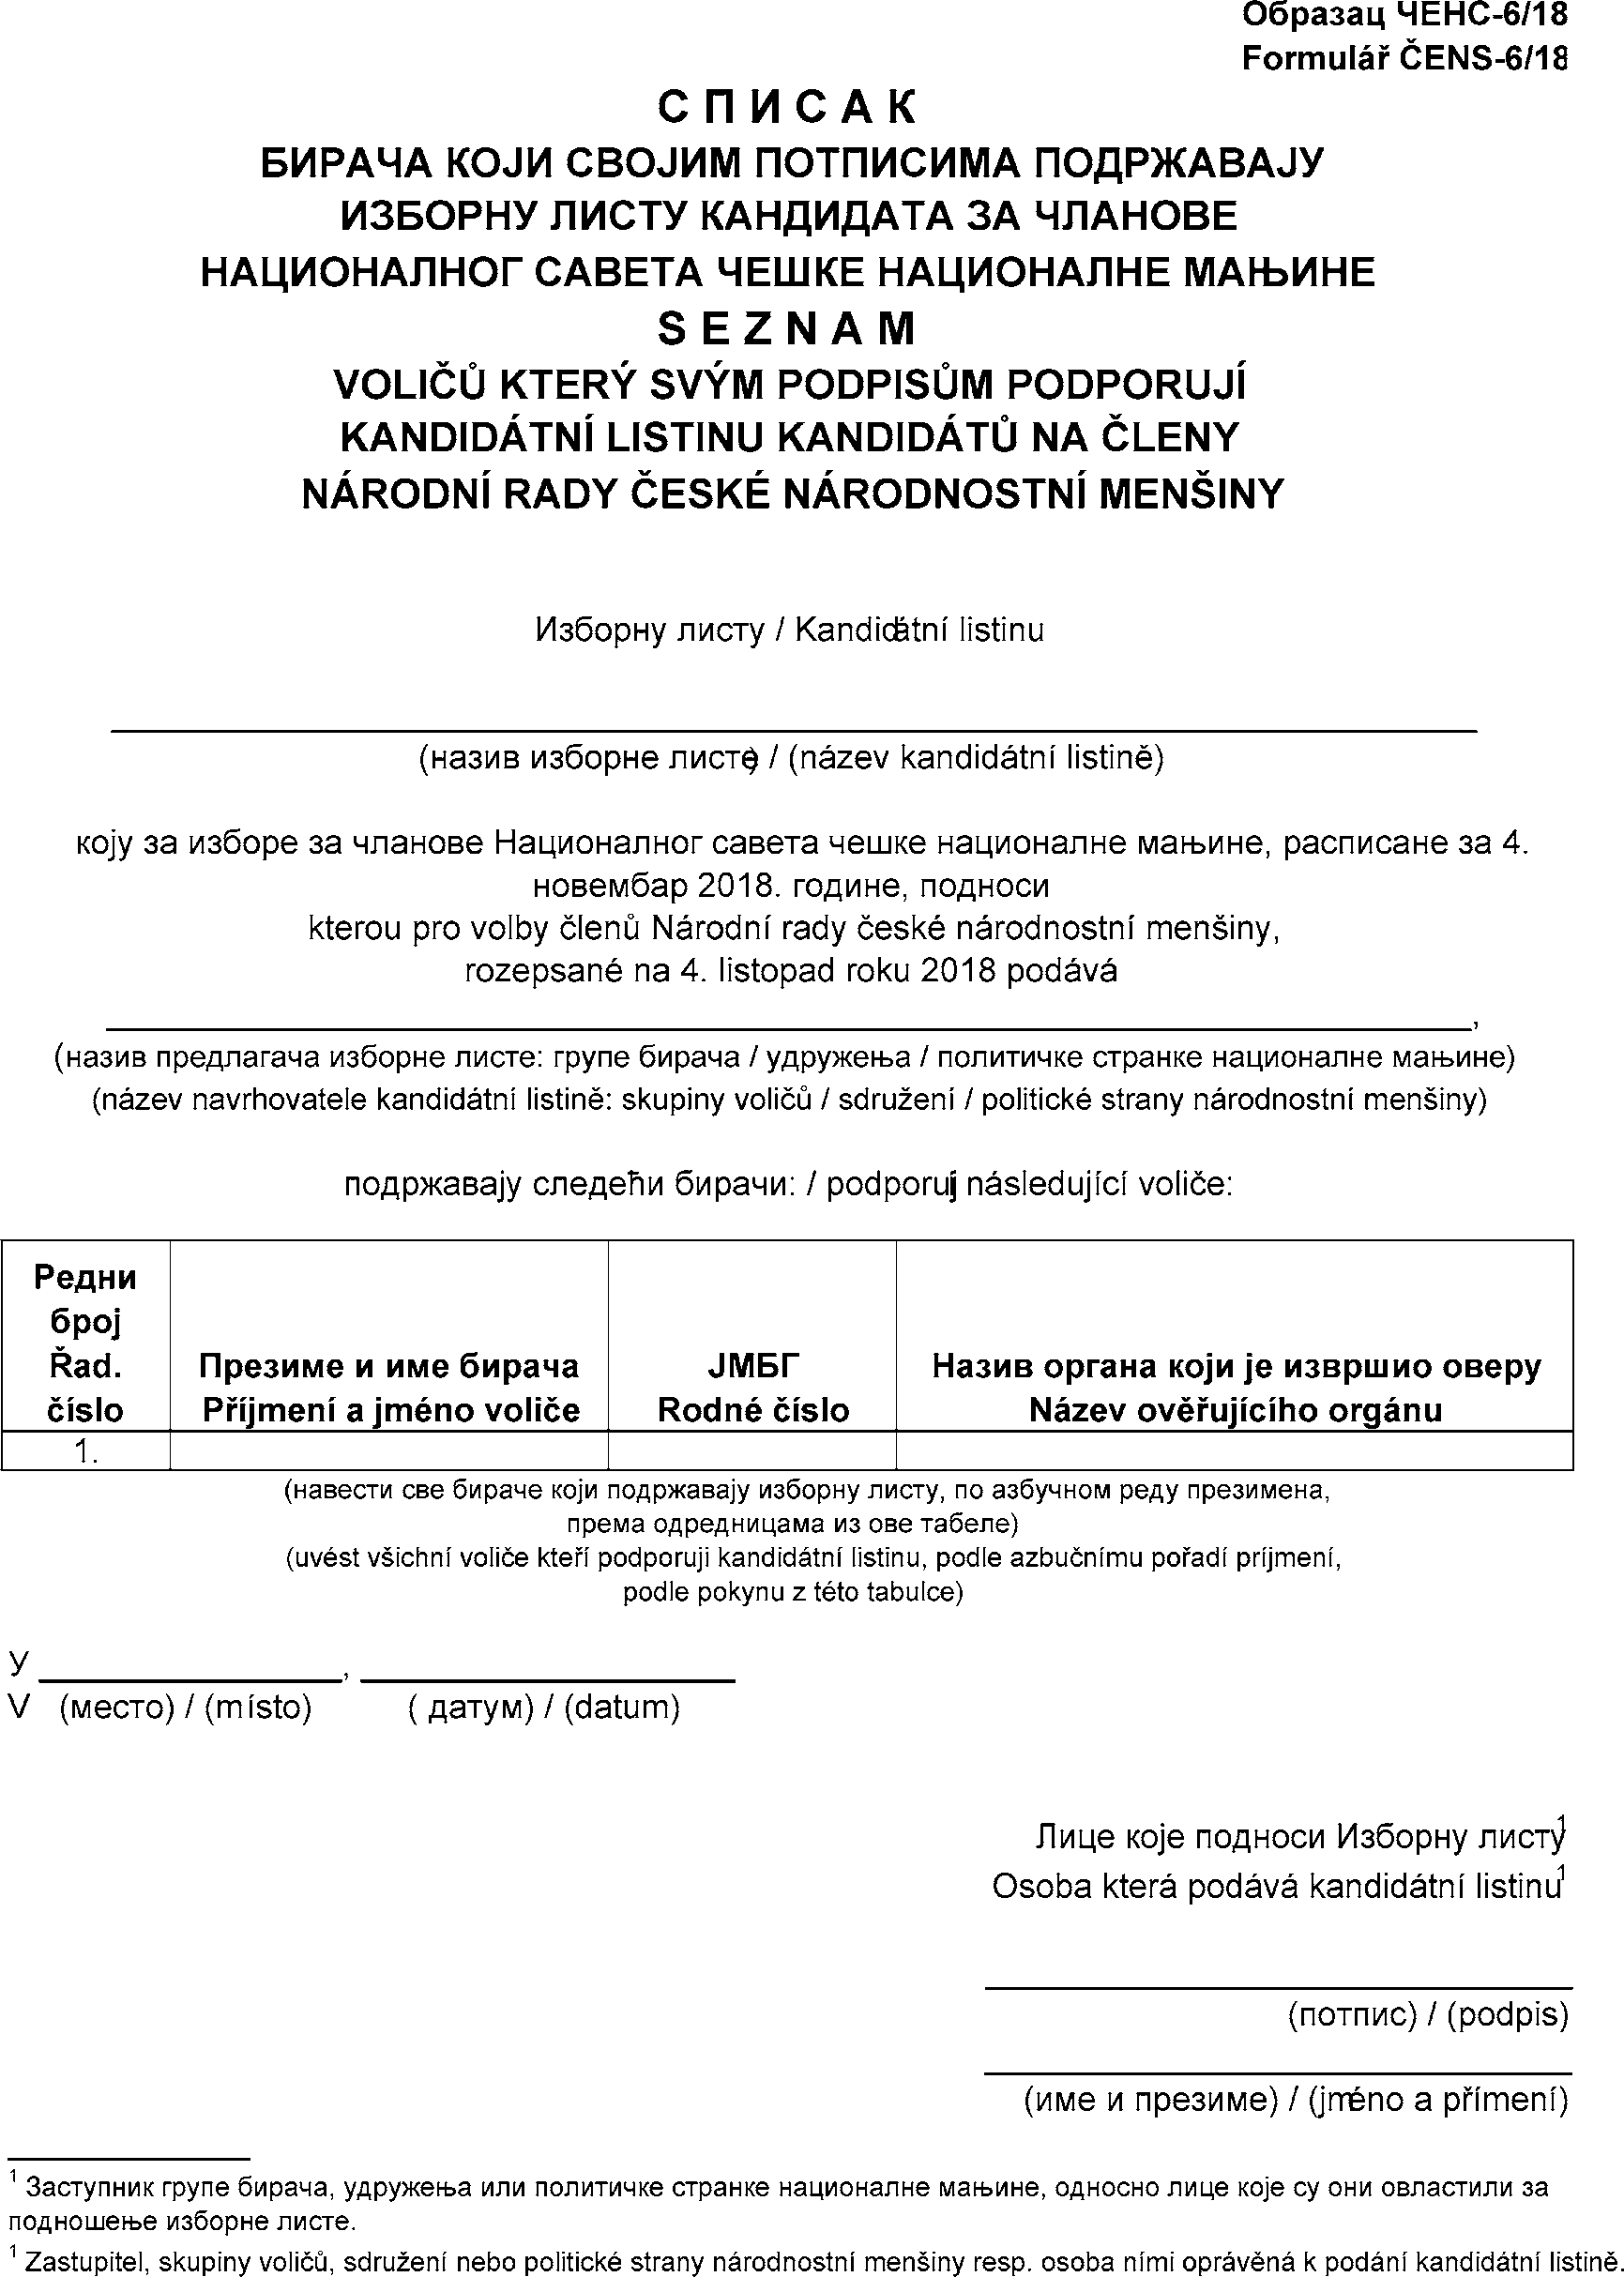 Образац ЧЕНС-6/18
Formulář ČENS-6/18
С П И С А К
БИРАЧА КОЈИ СВОЈИМ ПОТПИСИМА ПОДРЖАВАЈУ
ИЗБОРНУ ЛИСТУ КАНДИДАТА ЗА ЧЛАНОВЕ
НАЦИОНАЛНОГ САВЕТА ЧЕШКЕ НАЦИОНАЛНЕ МАЊИНЕ
S E Z N A M
VOLIČŮ KTERÝ SVÝM PODPISŮM PODPORUJÍ
KANDIDÁTNÍ LISTINU KANDIDÁTŮ NA ČLENY
NÁRODNÍ RADY ČESKÉ NÁRODNOSTNÍ MENŠINY
Изборну листу / Kandidátní listinu
(назив изборне листе) / (název kandidátní listině)
коју за изборе за чланове Националног савета чешке националне мањине, расписане за 4.
новембар 2018. године, подноси
kterou pro volby členů Národní rady české národnostní menšiny,
rozepsané na 4. listopad roku 2018 podává
,
(назив предлагача изборне листе: групе бирача / удружења / политичке странке националне мањине)
(název navrhovatele kandidátní listině: skupiny voličů / sdružení / politické strany národnostní menšiny)
подржавају следећи бирачи: / podporuj následující voliče:
Редни
број
Řad.
číslo
Презиме и име бирача
Příjmení a jméno voliče
ЈМБГ
Rodné číslo
Назив органа који је извршио оверу
Název ověřujícího orgánu
1.
(навести све бираче који подржавају изборну листу, по азбучном реду презимена,
према одредницама из ове табеле)
(uvést všichní voliče kteří podporuji kandidátní listinu, podle azbučnímu pořadí príjmení,
podle pokynu z této tabulce)
У ,
V (место) / (místo) ( датум) / (datum)
Лице које подноси Изборну листу1
Osoba která podává kandidátní listinu1
(потпис) / (podpis)
(име и презиме) / (jméno a přímení)
1 Заступник групе бирача, удружења или политичке странке националне мањине, односно лице које су они овластили за
подношење изборне листе.
1 Zastupitel, skupiny voličů, sdružení nebo politické strany národnostní menšiny resp. osoba ními oprávěná k podání kandidátní listině.